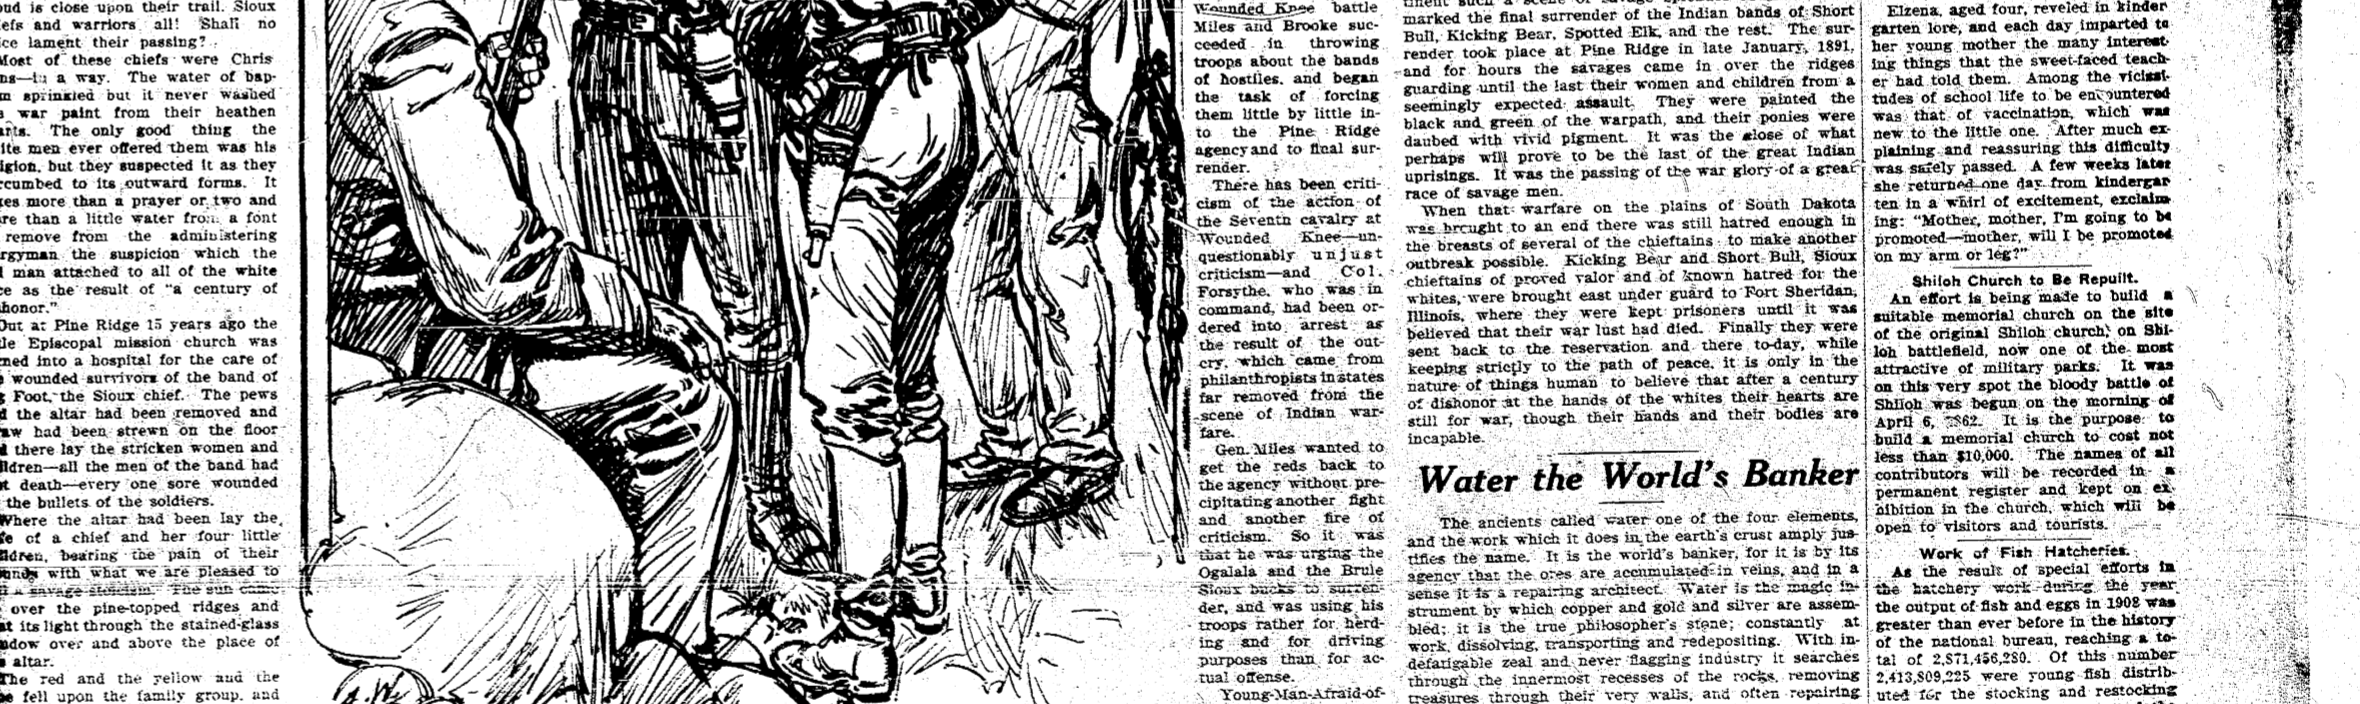 ud is close upon their trail. Sioux
efs and warriors all! Shall no
ce lament their passing?
Most of these chiefs were Chris
ns—in a way. The water of bap-
m sprinkled but it never washed
war paint from their heathen
arts. The only good thing the
ite men ever offered them was his
igion, but they suspected it as they
cumbed to its outward forms. It
es more than a prayer or two and
re than a little water from a font
remove from the administering
rgyman the suspicion which the
man attached to all of the white
ce as the result of "a century of
honor."
Out at Pine Ridge 15 years ago the
le Episcopal mission church was
ned into a hospital for the care of
wounded survivors of the band of
Foot, the Sioux chief. The pews
d the altar had been removed and
aw had been strewn on the floor
d there lay the stricken women and
ldren—all the men of the band had
t death—every one sore wounded
the bullets of the soldiers.
Where the altar had been lay the
fe of a chief and her four little
ldren, bearing the pain of their
unds with what we are pleased to
a savage stoicism. The sun came
over the pine-topped ridges and
t its light through the stained-glass
ndow over and above the place of
altar.
The red and the yellow and the
e fell upon the family group, and
Wounded Knee battle
Miles and Brooke suc-
ceeded in throwing
troops about the bands
of hostiles, and began
the task of forcing
them little by little in-
to the Pine Ridge
agency and to final sur-
render.
There has been criti-
cism of the action of
the Seventh cavalry at
Wounded Knee—un-
questionably unjust
criticism—and Col.
Forsythe, who was in
command, had been or-
dered into arrest as
the result of the out-
cry, which came from
philanthropists in states
far removed from the
scene of Indian war-
fare.
Gen. Miles wanted to
get the reds back to
the agency without pre-
cipitating another fight
and another fire of
criticism. So it was
that he was urging the
Ogalala and the Brule
Sioux bucks to surren-
der, and was using his
troops rather for herd-
ing and for driving
purposes than for ac-
tual offense.
Young-Man-Afraid-of-
marked the final surrender of the Indian bands of Short
Bull, Kicking Bear, Spotted Elk, and the rest. The sur-
render took place at Pine Ridge in late January, 1891,
and for hours the savages came in over the ridges
guarding until the last their women and children from a
seemingly expected assault. They were painted the
black and green of the warpath, and their ponies were
daubed with vivid pigment. It was the close of what
perhaps will prove to be the last of the great Indian
uprisings. It was the passing of the war glory of a great
race of savage men.
When that warfare on the plains of South Dakota
was brought to an end there was still hatred enough in
the breasts of several of the chieftains to make another
outbreak possible. Kicking Bear and Short Bull, Sioux
chieftains of proved valor and of known hatred for the
whites, were brought east under guard to Fort Sheridan,
Illinois, where they were kept prisoners until it was
believed that their war lust had died. Finally they were
sent back to the reservation and there to-day, while
keeping strictly to the path of peace, it is only in the
nature of things human to believe that after a century
of dishonor at the hands of the whites their hearts are
still for war, though their hands and their bodies are
incapable.
Water the World's Banker
The ancients called water one of the four elements,
and the work which it does in the earth's crust amply jus-
tifies the name. It is the world's banker, for it is by its
agency that the ores are accumulated in veins, and in a
sense it is a repairing architect. Water is the magic in-
strument by which copper and gold and silver are assem-
bled; it is the true philosopher's stone; constantly at
work, dissolving, transporting and redepositing. With in-
defatigable zeal and never flagging industry it searches
through the innermost recesses of the rocks, removing
treasures through their very walls, and often repairing
Elzena, aged four, reveled in kinder
garten lore, and each day imparted to
her young mother the many interest-
ing things that the sweet-faced teach-
er had told them. Among the vicissi-
tudes of school life to be encountered
was that of vaccination, which was
new to the little one. After much ex-
plaining and reassuring this difficulty
was safely passed. A few weeks later
she returned one day from kindergar
ten in a whirl of excitement, exclaim
ing: "Mother, mother, I'm going to be
promoted—mother, will I be promoted
on my arm or leg?"
Shiloh Church to Be Repuilt.
An effort is being made to build a
suitable memorial church on the site
of the original Shiloh church, on Shi-
loh battlefield, now one of the most
attractive of military parks. It was
on this very spot the bloody battle of
Shiloh was begun on the morning of
April 6, 1862. It is the purpose to
build a memorial church to cost not
less than $10,000. The names of all
contributors will be recorded in a
permanent register and kept on ex-
hibition in the church, which will be
open to visitors and tourists.
Work of Fish Hatcheries.
As the result of special efforts in
the hatchery work during the year
the output of fish and eggs in 1908 was
greater than ever before in the history
of the national bureau, reaching a to-
tal of 2,871,456,280. Of this number
2,413,809,225 were young fish distrib-
uted for the stocking and restocking